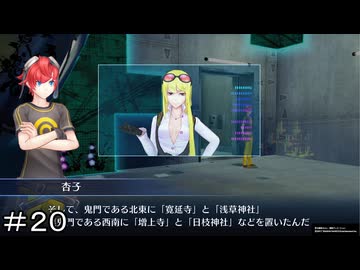 杏子
そして、鬼門である北東に「寛延寺」と「浅草神社」
鬼門である西南に「増上寺」と「日枝神社」などを置いたんだ
#20